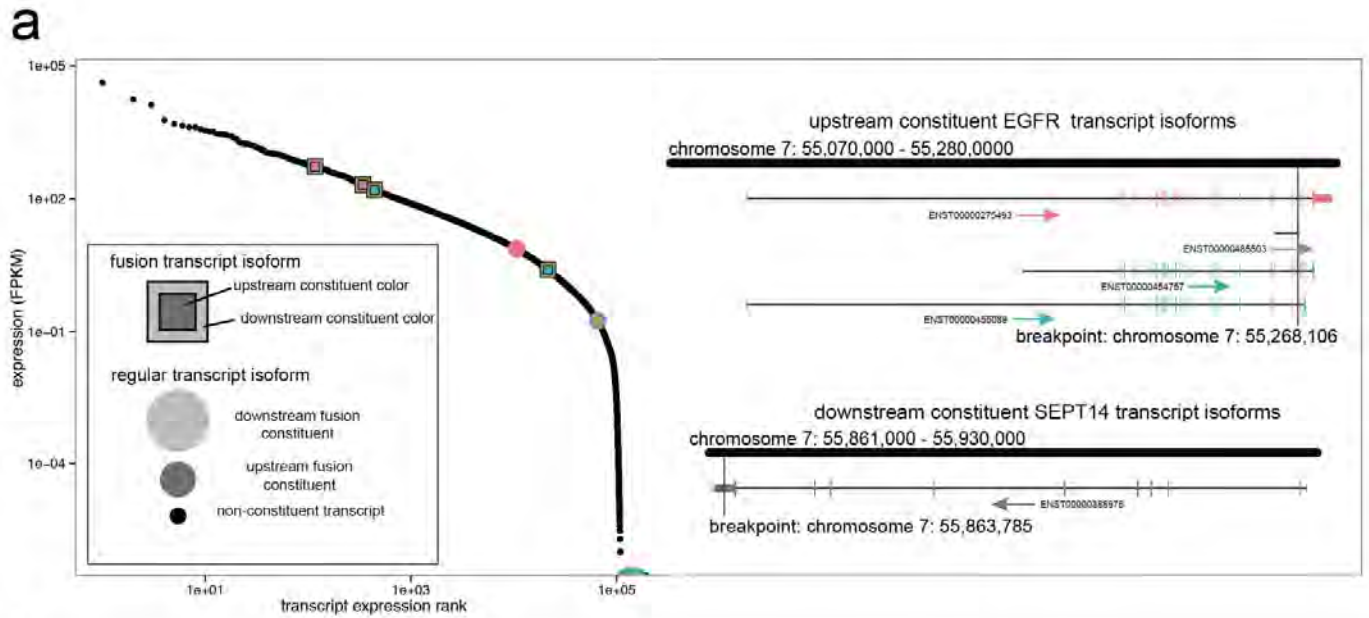 a
1e+05
1e+02
1e−01
1e−04
expression (FPKM)
1e+01
1e+03
1e+05
transcript expression rank
fusion transcript isoform
upstream constituent color
downstream constituent color
regular transcript isoform
downstream fusion
constituent
upstream fusion
constituent
non-constituent transcript
upstream constituent EGFR transcript isoforms
chromosome 7: 55,070,000 - 55,280,0000
ENST00000275493
ENST00000485503
ENST00000454757
ENST00000455089
breakpoint: chromosome 7: 55,268,106
downstream constituent SEPT14 transcript isoforms
chromosome 7: 55,861,000 - 55,930,000
ENST00000388975
breakpoint: chromosome 7: 55,863,785